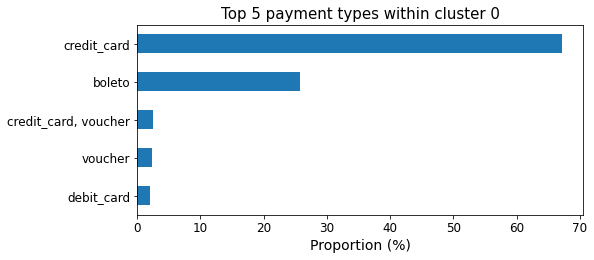 Top 5 payment types within cluster 0
credit_card
boleto
credit_card, voucher
voucher
debit_card
0 10 20 30 40 50 60 70
Proportion (%)